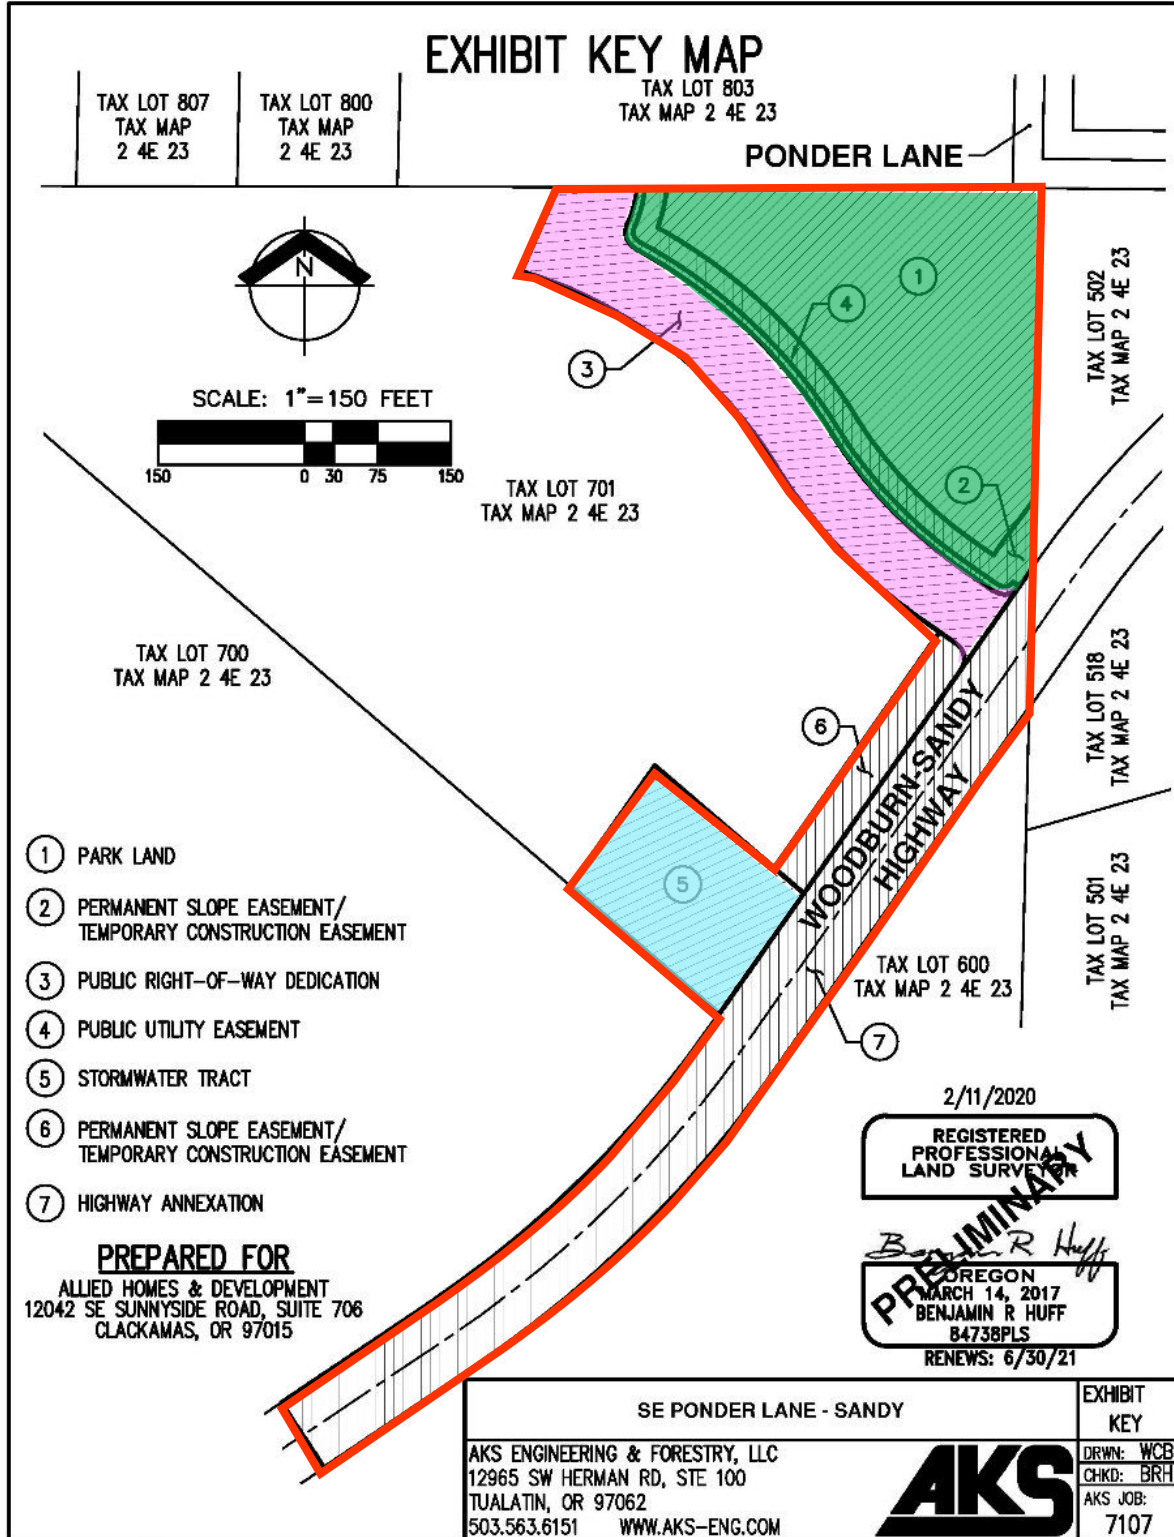 EXHIBIT KEY MAP
TAX LOT 807
TAX MAP
2 4E 23
TAX LOT 800
TAX MAP
2 4E 23
TAX LOT 803
TAX MAP 2 4E 23
PONDER LANE
N
1
4
3
2
TAX LOT 502
TAX MAP 2 4E 23
SCALE: 1"=150 FEET
150 0 30 75 150
TAX LOT 701
TAX MAP 2 4E 23
TAX LOT 700
TAX MAP 2 4E 23
TAX LOT 518
TAX MAP 2 4E 23
6
WOODBURN-SANDY
HIGHWAY
5
TAX LOT 501
TAX MAP 2 4E 23
TAX LOT 600
TAX MAP 2 4E 23
7
1 PARK LAND
2 PERMANENT SLOPE EASEMENT/
TEMPORARY CONSTRUCTION EASEMENT
3 PUBLIC RIGHT-OF-WAY DEDICATION
4 PUBLIC UTILITY EASEMENT
5 STORMWATER TRACT
6 PERMANENT SLOPE EASEMENT/
TEMPORARY CONSTRUCTION EASEMENT
7 HIGHWAY ANNEXATION
PREPARED FOR
ALLIED HOMES & DEVELOPMENT
12042 SE SUNNYSIDE ROAD, SUITE 706
CLACKAMAS, OR 97015
2/11/2020
REGISTERED
PROFESSIONAL
LAND SURVEYOR
PRELIMINARY
Benjamin R Huff
OREGON
MARCH 14, 2017
BENJAMIN R HUFF
84738PLS
RENEWS: 6/30/21
SE PONDER LANE - SANDY
AKS ENGINEERING & FORESTRY, LLC
12965 SW HERMAN RD, STE 100
TUALATIN, OR 97062
503.563.6151 WWW.AKS-ENG.COM
AKS
EXHIBIT
KEY
DRWN: WCB
CHKD: BRH
AKS JOB:
7107